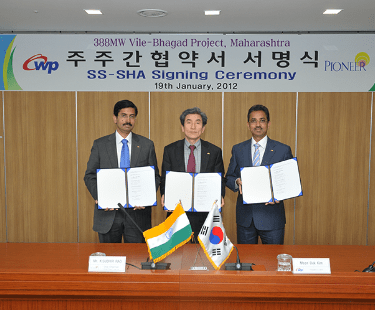 388MW Vile-Bhagad Project, Maharashtra
cwp 주주간협약서 서명식 PIONEER
SS-SHA Signing Ceremony
19th January, 2012